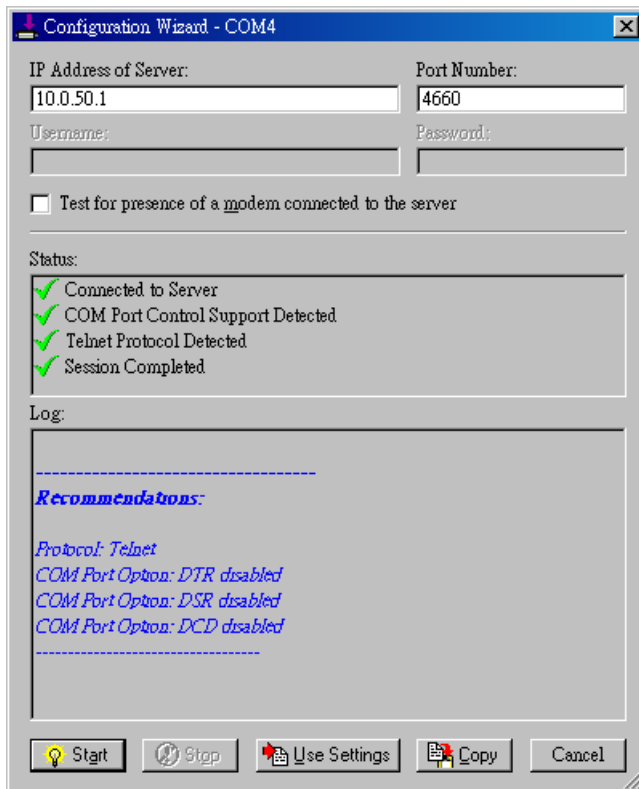 Configuration Wizard - COM4
IP Address of Server: Port Number:
10.0.50.1 4660
Username: Password:
Test for presence of a modem connected to the server
Status:
Connected to Server
COM Port Control Support Detected
Telnet Protocol Detected
Session Completed
Log:
------------------------------------
Recommendations:
Protocol: Telnet
COM Port Option: DTR disabled
COM Port Option: DSR disabled
COM Port Option: DCD disabled
------------------------------------
Start Stop Use Settings Copy Cancel